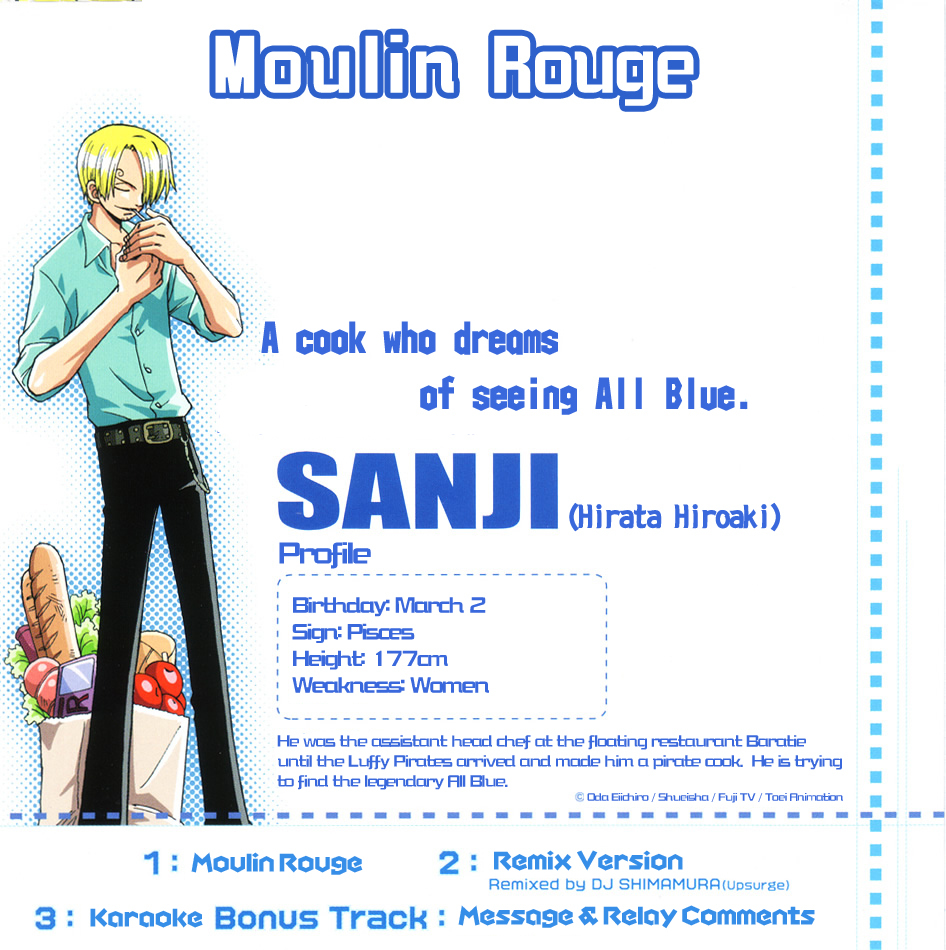 Moulin Rouge
A cook who dreams
of seeing All Blue.
SANJI (Hirata Hiroaki)
Profile
Birthday: March 2
Sign: Pisces
Height: 177cm
Weakness: Women
He was the assistant head chef at the floating restaurant Baratie
until the Luffy Pirates arrived and made him a pirate cook. He is trying
to find the legendary All Blue.
© Oda Eiichiro / Shueisha / Fuji TV / Toei Animation
1 : Moulin Rouge 2 : Remix Version
Remixed by DJ SHIMAMURA (Upsurge)
3 : Karaoke Bonus Track : Message & Relay Comments